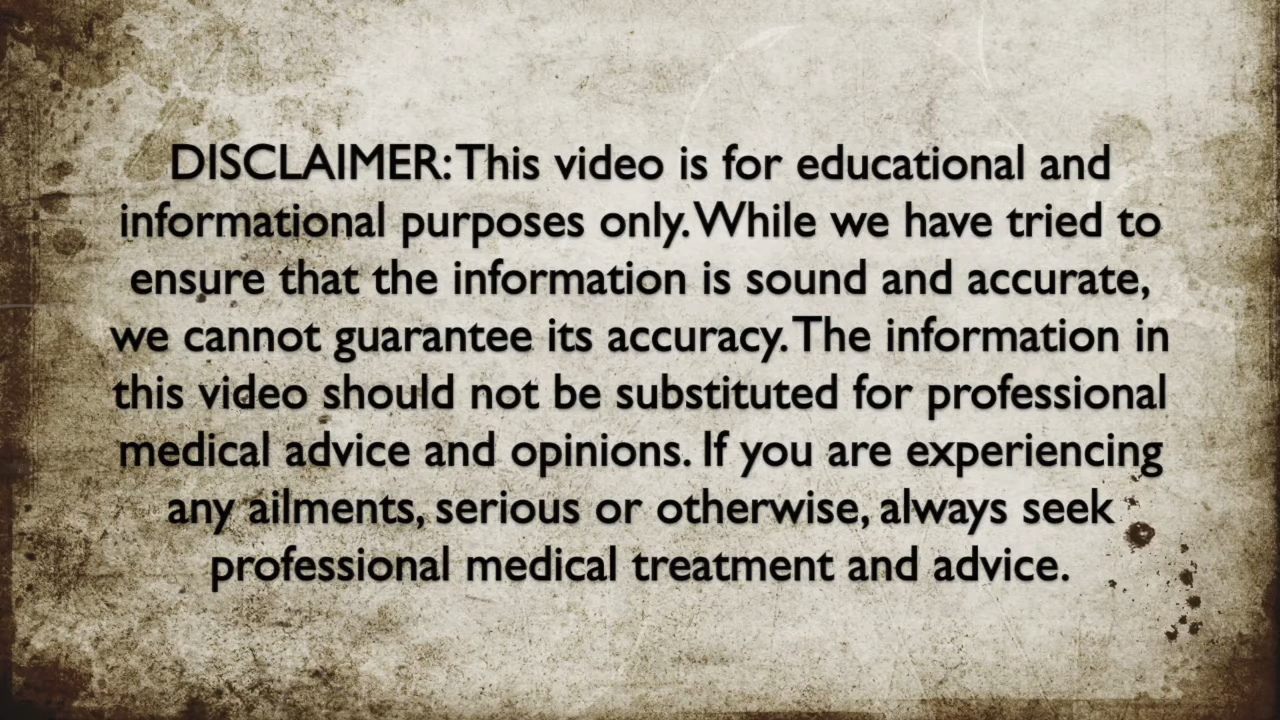 DISCLAIMER: This video is for educational and
informational purposes only. While we have tried to
ensure that the information is sound and accurate,
we cannot guarantee its accuracy. The information in
this video should not be substituted for professional
medical advice and opinions. If you are experiencing
any ailments, serious or otherwise, always seek
professional medical treatment and advice.